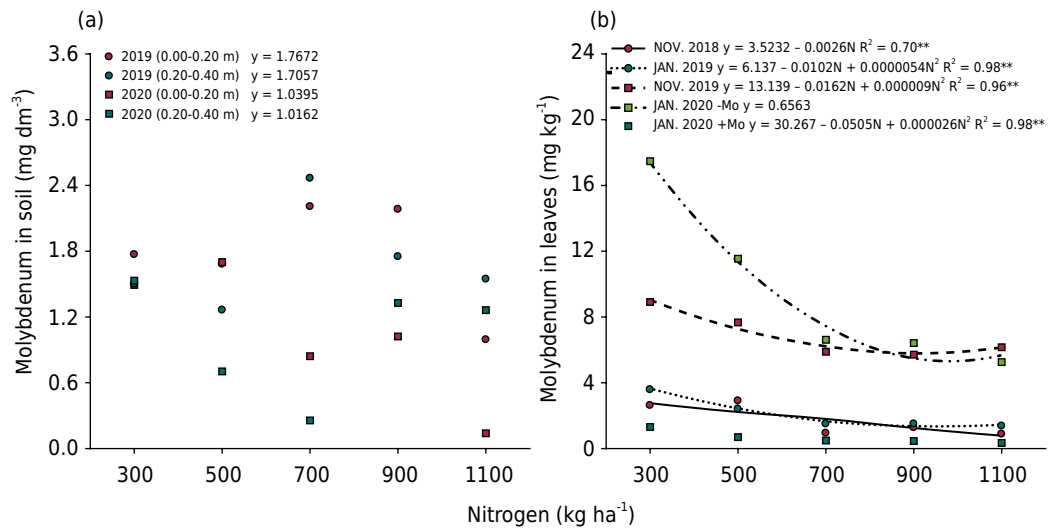 (a)
2019 (0.00-0.20 m) y = 1.7672
2019 (0.20-0.40 m) y = 1.7057
2020 (0.00-0.20 m) y = 1.0395
2020 (0.20-0.40 m) y = 1.0162
Molybdenum in soil (mg dm⁻³)
3.6
3.0
2.4
1.8
1.2
0.6
0.0
300 500 700 900 1100
(b)
NOV. 2018 y = 3.5232 – 0.0026N R² = 0.70**
JAN. 2019 y = 6.137 – 0.0102N + 0.0000054N² R² = 0.98**
NOV. 2019 y = 13.139 – 0.0162N + 0.000009N² R² = 0.96**
JAN. 2020 -Mo y = 0.6563
JAN. 2020 +Mo y = 30.267 – 0.0505N + 0.000026N² R² = 0.98**
Molybdenum in leaves (mg kg⁻¹)
24
20
16
12
8
4
0
300 500 700 900 1100
Nitrogen (kg ha⁻¹)